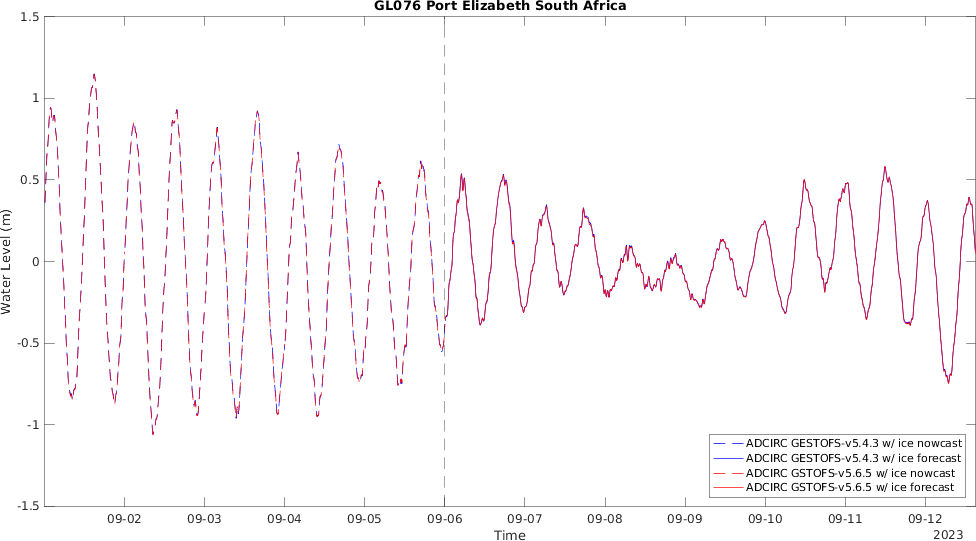 GL076 Port Elizabeth South Africa
1.5
1
0.5
0
-0.5
-1
-1.5
Water Level (m)
ADCIRC GESTOFS-v5.4.3 w/ ice nowcast
ADCIRC GESTOFS-v5.4.3 w/ ice forecast
ADCIRC GSTOFS-v5.6.5 w/ ice nowcast
ADCIRC GSTOFS-v5.6.5 w/ ice forecast
09-02 09-03 09-04 09-05 09-06 09-07 09-08 09-09 09-10 09-11 09-12
Time
2023